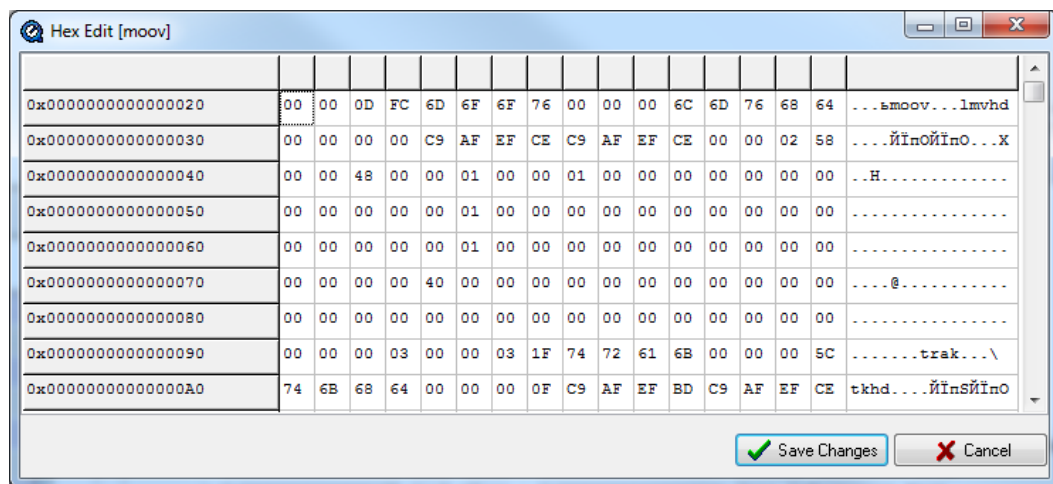 Hex Edit [moov]
0x0000000000000020 00 00 0D FC 6D 6F 6F 76 00 00 00 6C 6D 76 68 64 ...ьmoov...lmvhd
0x0000000000000030 00 00 00 00 C9 AF EF CE C9 AF EF CE 00 00 02 58 ....ЙЇпОЙЇпО...X
0x0000000000000040 00 00 48 00 00 01 00 00 01 00 00 00 00 00 00 00 ..H.............
0x0000000000000050 00 00 00 00 00 01 00 00 00 00 00 00 00 00 00 00 ................
0x0000000000000060 00 00 00 00 00 01 00 00 00 00 00 00 00 00 00 00 ................
0x0000000000000070 00 00 00 00 40 00 00 00 00 00 00 00 00 00 00 00 ....@...........
0x0000000000000080 00 00 00 00 00 00 00 00 00 00 00 00 00 00 00 00 ................
0x0000000000000090 00 00 00 03 00 00 03 1F 74 72 61 6B 00 00 00 5C ........trak...\
0x00000000000000A0 74 6B 68 64 00 00 00 0F C9 AF EF BD C9 AF EF CE tkhd....ЙЇпЅЙЇпО
Save Changes
Cancel